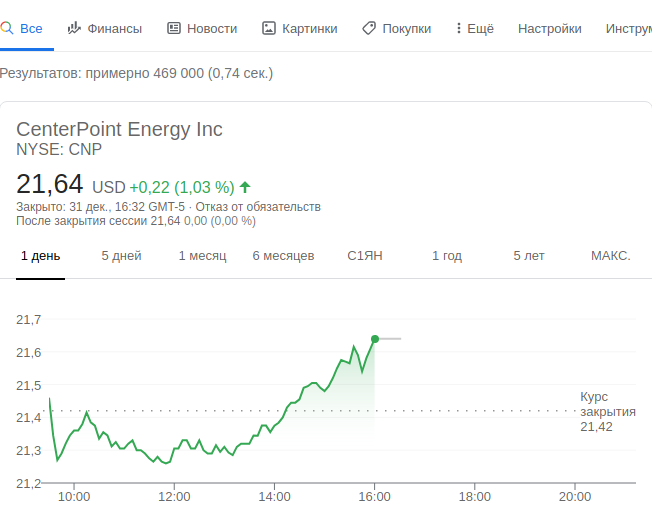 Все Финансы Новости Картинки Покупки Ещё Настройки Инструм
Результатов: примерно 469 000 (0,74 сек.)
CenterPoint Energy Inc
NYSE: CNP
21,64 USD +0,22 (1,03 %)
Закрыто: 31 дек., 16:32 GMT-5 · Отказ от обязательств
После закрытия сессии 21,64 0,00 (0,00 %)
1 день 5 дней 1 месяц 6 месяцев С1ЯН 1 год 5 лет МАКС.
21,7
21,6
21,5
21,4
21,3
21,2
Курс
закрытия
21,42
10:00 12:00 14:00 16:00 18:00 20:00